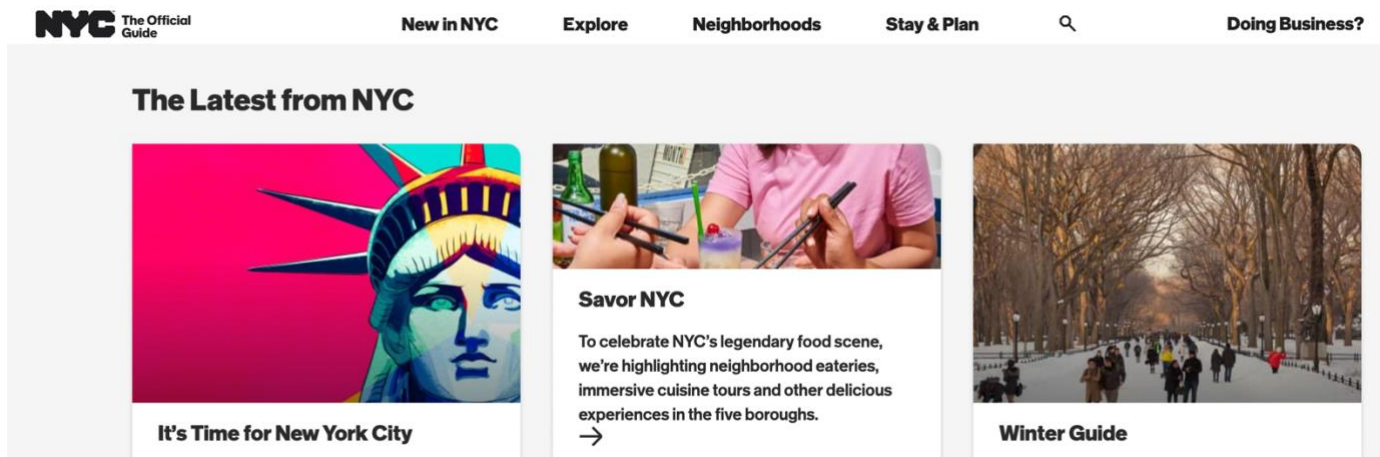 NYC The Official
Guide
New in NYC
Explore
Neighborhoods
Stay & Plan
Doing Business?
The Latest from NYC
It's Time for New York City
MONTH
Savor NYC
To celebrate NYC's legendary food scene,
we're highlighting neighborhood eateries,
immersive cuisine tours and other delicious
experiences in the five boroughs.
Winter Guide